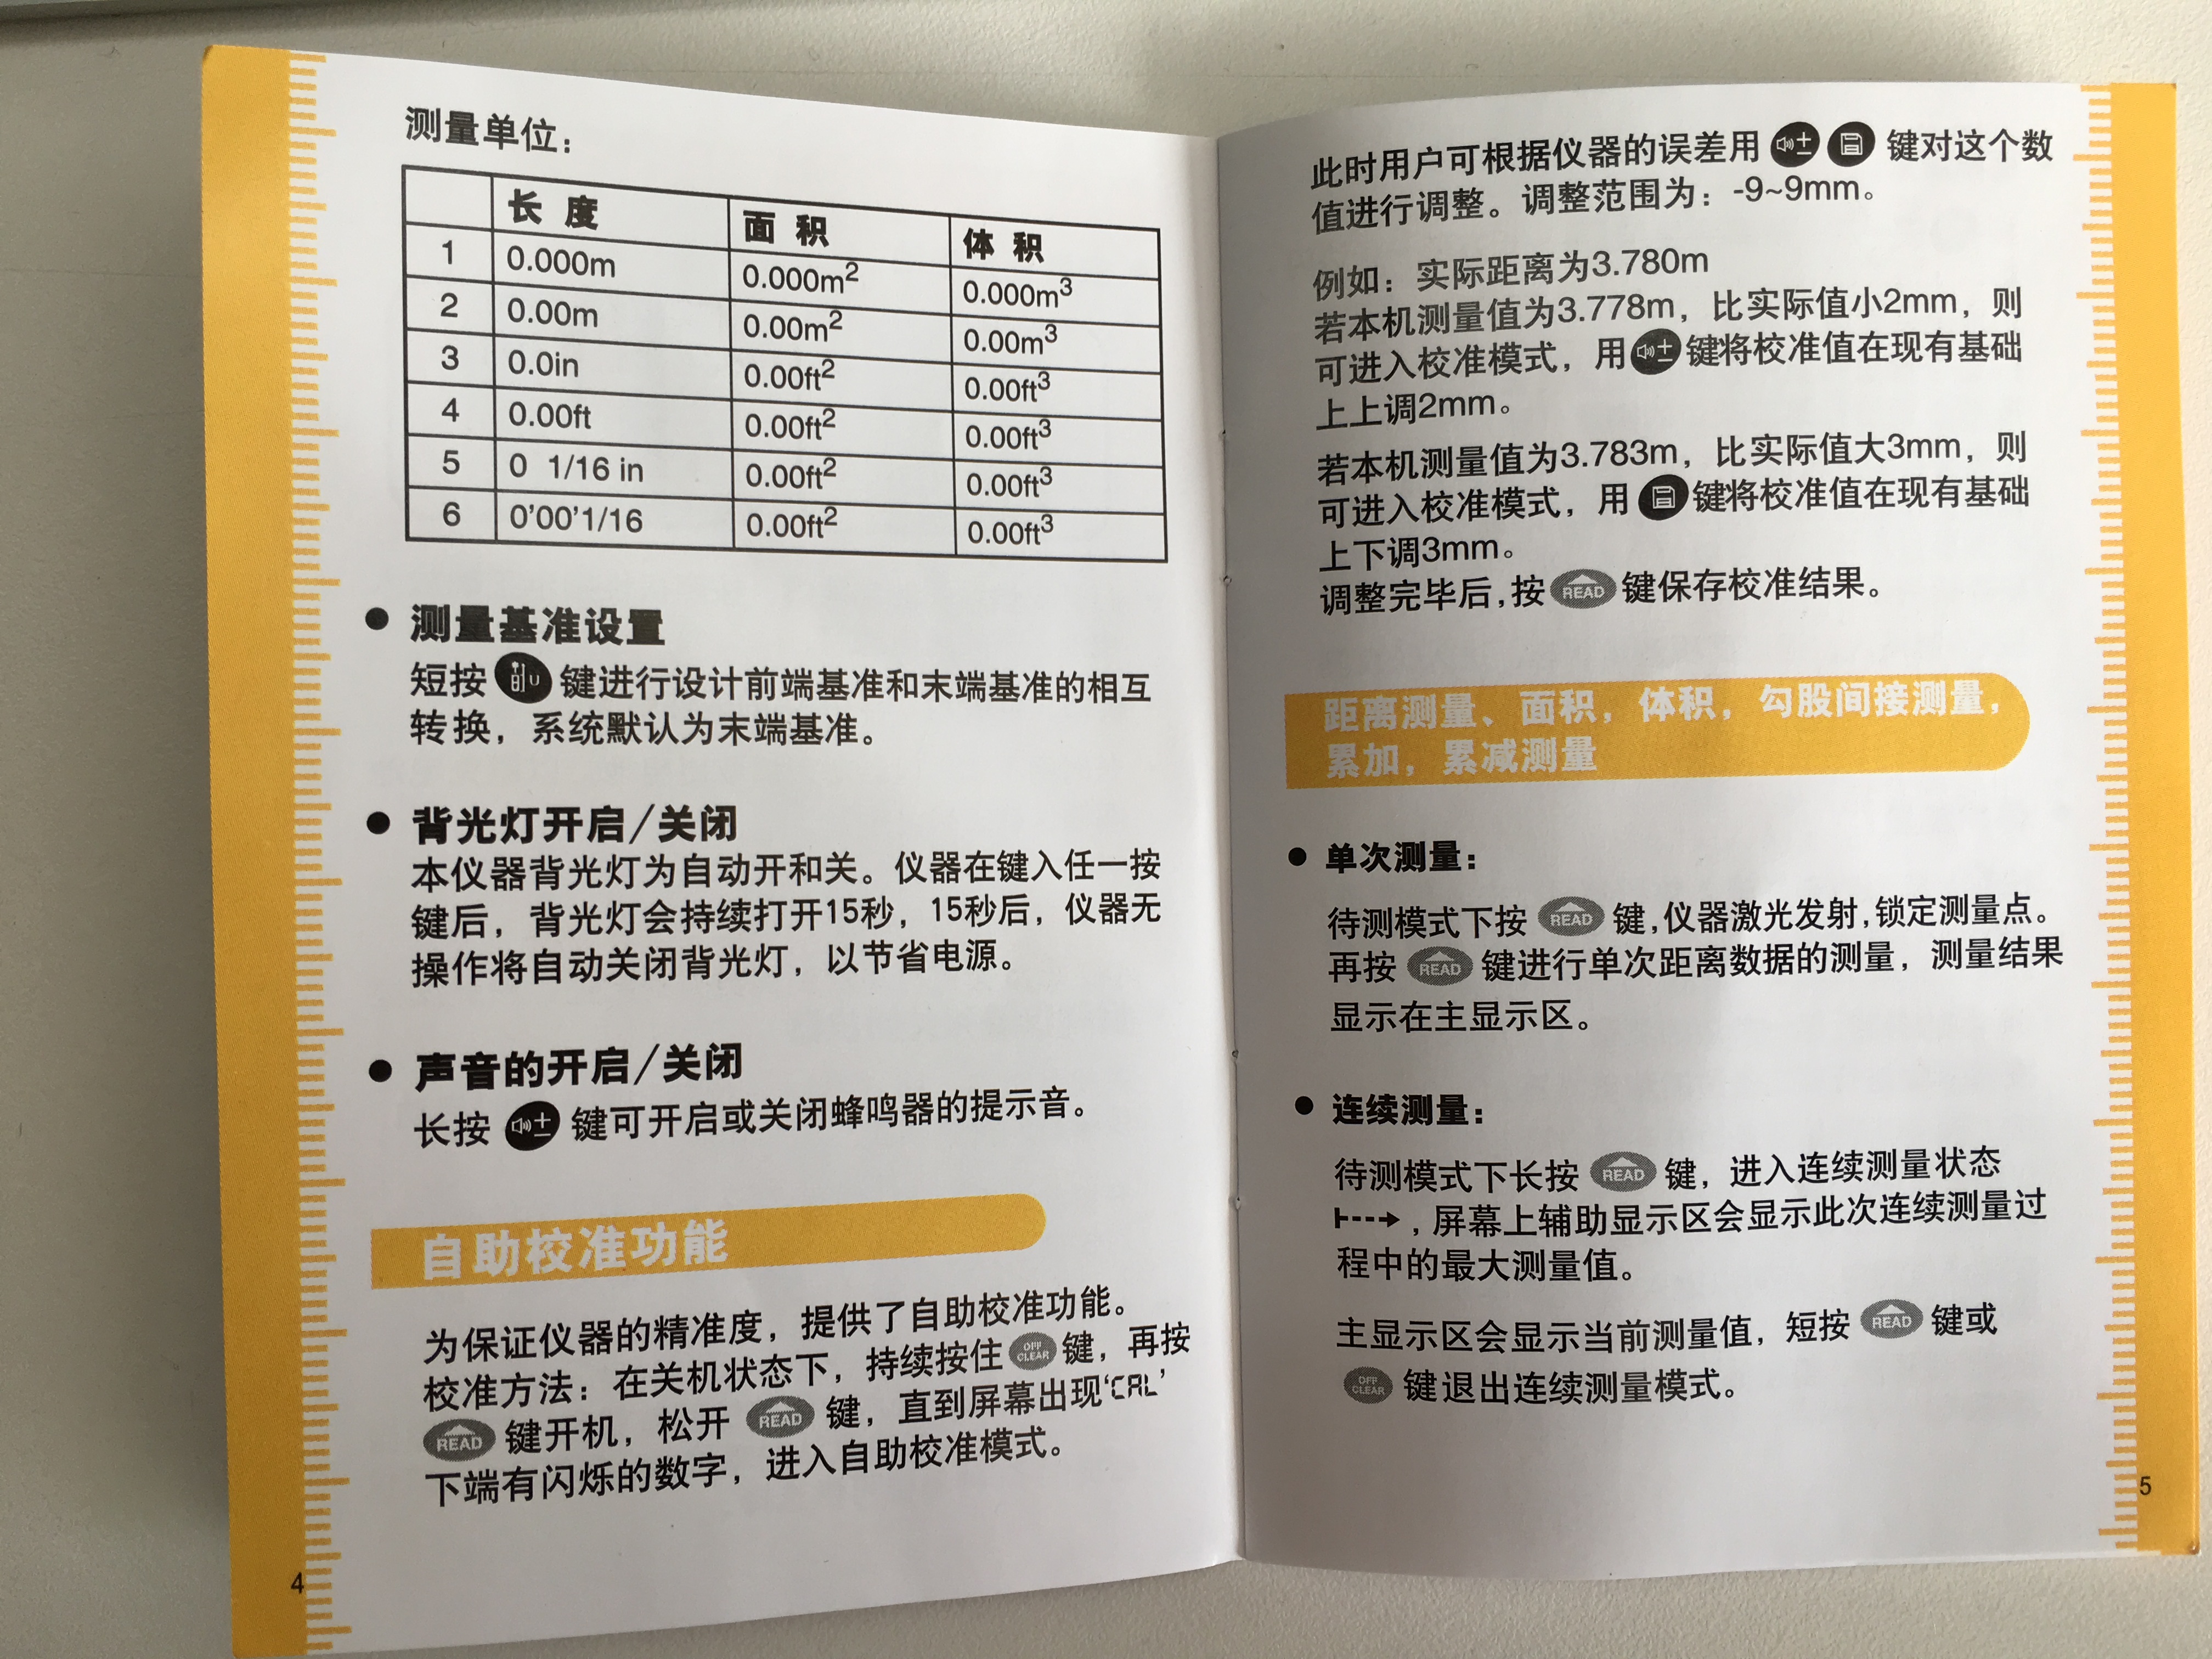 测量单位：
长 度 面 积 体 积
1 0.000m 0.000m² 0.000m³
2 0.00m 0.00m² 0.00m³
3 0.0in 0.00ft² 0.00ft³
4 0.00ft 0.00ft² 0.00ft³
5 0 1/16 in 0.00ft² 0.00ft³
6 0'00'1/16 0.00ft² 0.00ft³
● 测量基准设置
短按 键进行设计前端基准和末端基准的相互
转换，系统默认为末端基准。
● 背光灯开启/关闭
本仪器背光灯为自动开和关。仪器在键入任一按
键后，背光灯会持续打开15秒，15秒后，仪器无
操作将自动关闭背光灯，以节省电源。
● 声音的开启/关闭
长按 键可开启或关闭蜂鸣器的提示音。
自助校准功能
为保证仪器的精准度，提供了自助校准功能。
校准方法：在关机状态下，持续按住 OFF CLEAR 键，再按
READ 键开机，松开 READ 键，直到屏幕出现‘CAL’
下端有闪烁的数字，进入自助校准模式。
4
此时用户可根据仪器的误差用 键对这个数
值进行调整。调整范围为：-9~9mm。
例如：实际距离为3.780m
若本机测量值为3.778m，比实际值小2mm，则
可进入校准模式，用 键将校准值在现有基础
上上调2mm。
若本机测量值为3.783m，比实际值大3mm，则
可进入校准模式，用 键将校准值在现有基础
上下调3mm。
调整完毕后,按 READ 键保存校准结果。
距离测量、面积，体积，勾股间接测量，
累加，累减测量
● 单次测量：
待测模式下按 READ 键,仪器激光发射,锁定测量点。
再按 READ 键进行单次距离数据的测量，测量结果
显示在主显示区。
● 连续测量：
待测模式下长按 READ 键，进入连续测量状态
，屏幕上辅助显示区会显示此次连续测量过
程中的最大测量值。
主显示区会显示当前测量值，短按 READ 键或
OFF CLEAR 键退出连续测量模式。
5